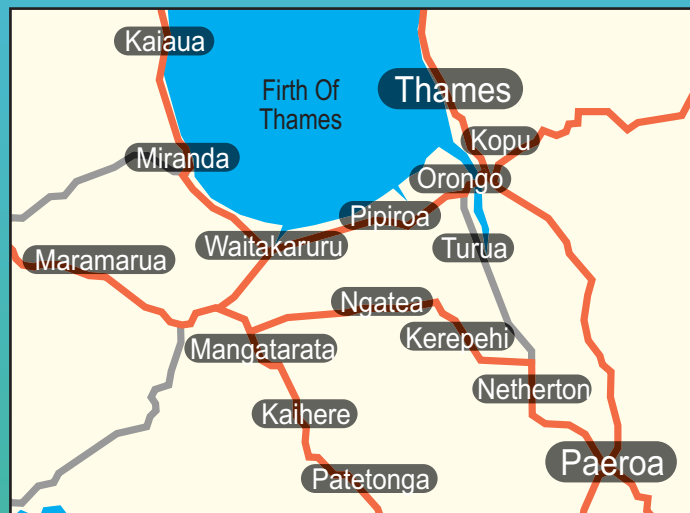 Kaiaua
Firth Of
Thames
Thames
Kopu
Miranda
Orongo
Pipiroa
Waitakaruru
Turua
Maramarua
Ngatea
Kerepehi
Mangatarata
Netherton
Kaihere
Paeroa
Patetonga